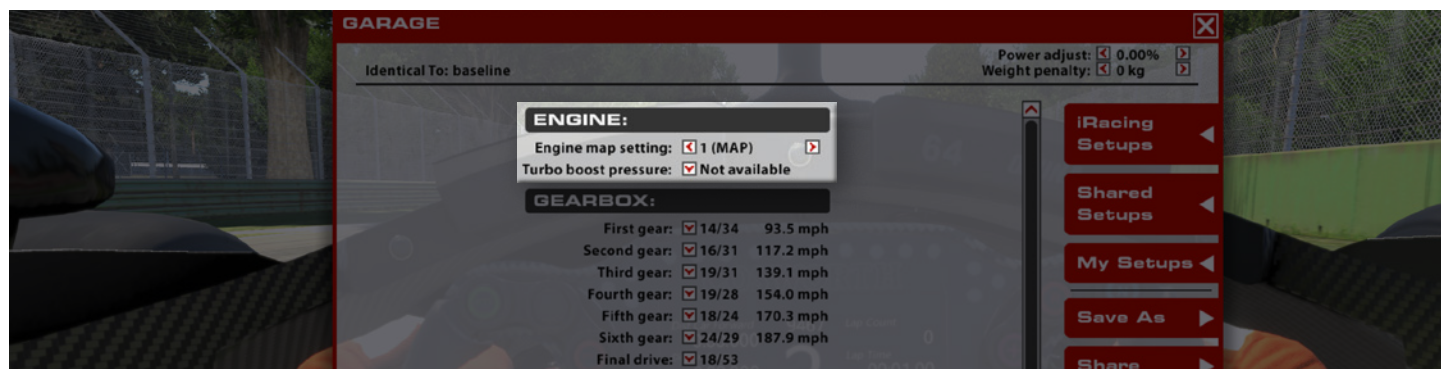 GARAGE
Identical To: baseline
Power adjust: 0.00%
Weight penalty: 0 kg
ENGINE:
Engine map setting: 1 (MAP)
Turbo boost pressure: Not available
GEARBOX:
First gear: 14/34 93.5 mph
Second gear: 16/31 117.2 mph
Third gear: 19/31 139.1 mph
Fourth gear: 19/28 154.0 mph
Fifth gear: 18/24 170.3 mph
Sixth gear: 24/29 187.9 mph
Final drive: 18/53
iRacing
Setups
Shared
Setups
My Setups
Save As
Share